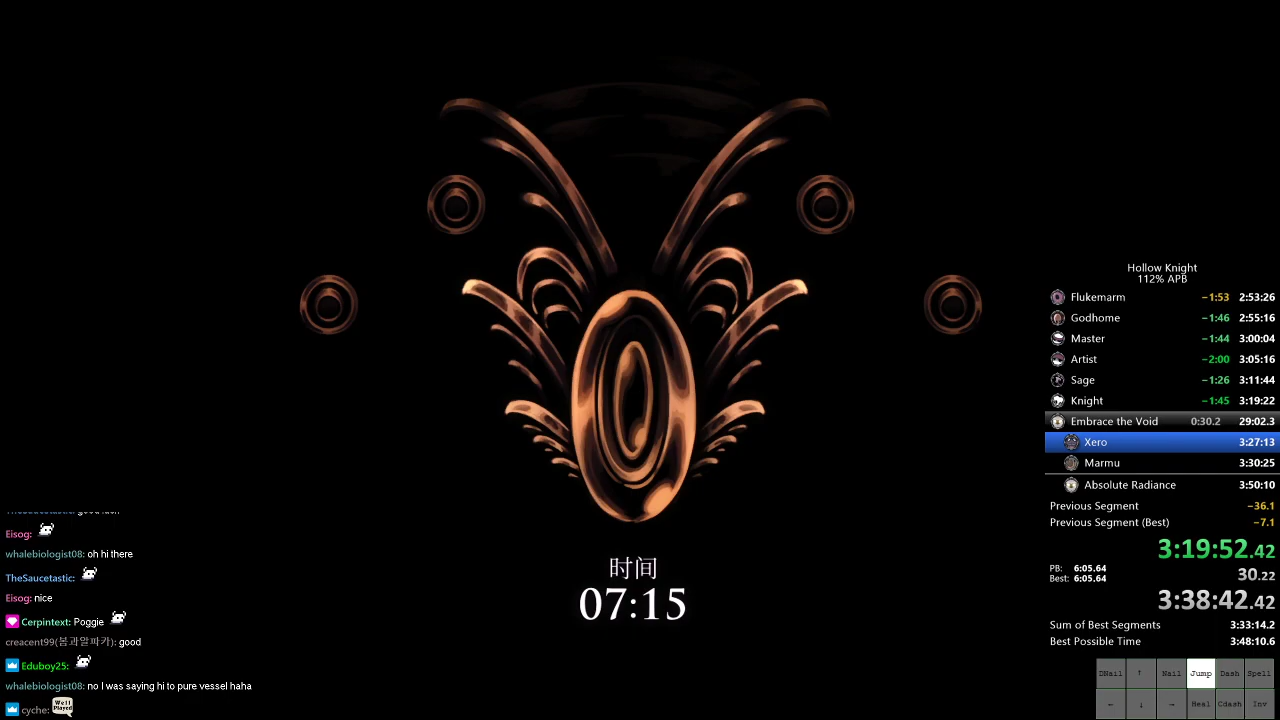 时间
07:15
TheSaucetastic: good luck
Eisog:
whalebiologist08: oh hi there
TheSaucetastic:
Eisog: nice
Cerpintext: Poggie
creacent99(봄과알파카): good
Eduboy25:
whalebiologist08: no I was saying hi to pure vessel haha
cyche: Well Played
Hollow Knight
112% APB
Flukemarm −1:53 2:53:26
Godhome −1:46 2:55:16
Master −1:44 3:00:04
Artist −2:00 3:05:16
Sage −1:26 3:11:44
Knight −1:45 3:19:22
Embrace the Void 0:30.2 29:02.3
Xero 3:27:13
Marmu 3:30:25
Absolute Radiance 3:50:10
Previous Segment −36.1
Previous Segment (Best) −7.1
3:19:52.42
PB: 6:05.64
Best: 6:05.64
30.22
3:38:42.42
Sum of Best Segments 3:33:14.2
Best Possible Time 3:48:10.6
DNail ↑ Nail Jump Dash Spell
← ↓ → Heal Cdash Inv